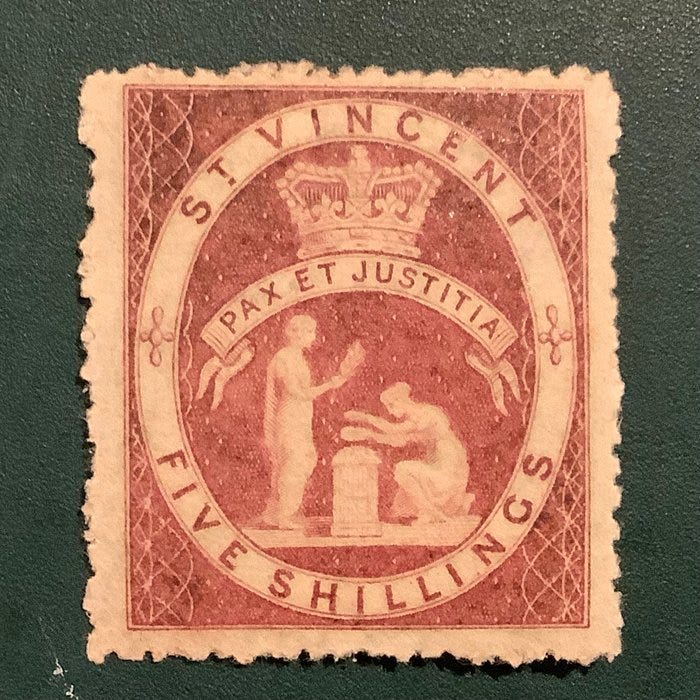 ST VINCENT
PAX ET JUSTITIA
FIVE SHILLINGS